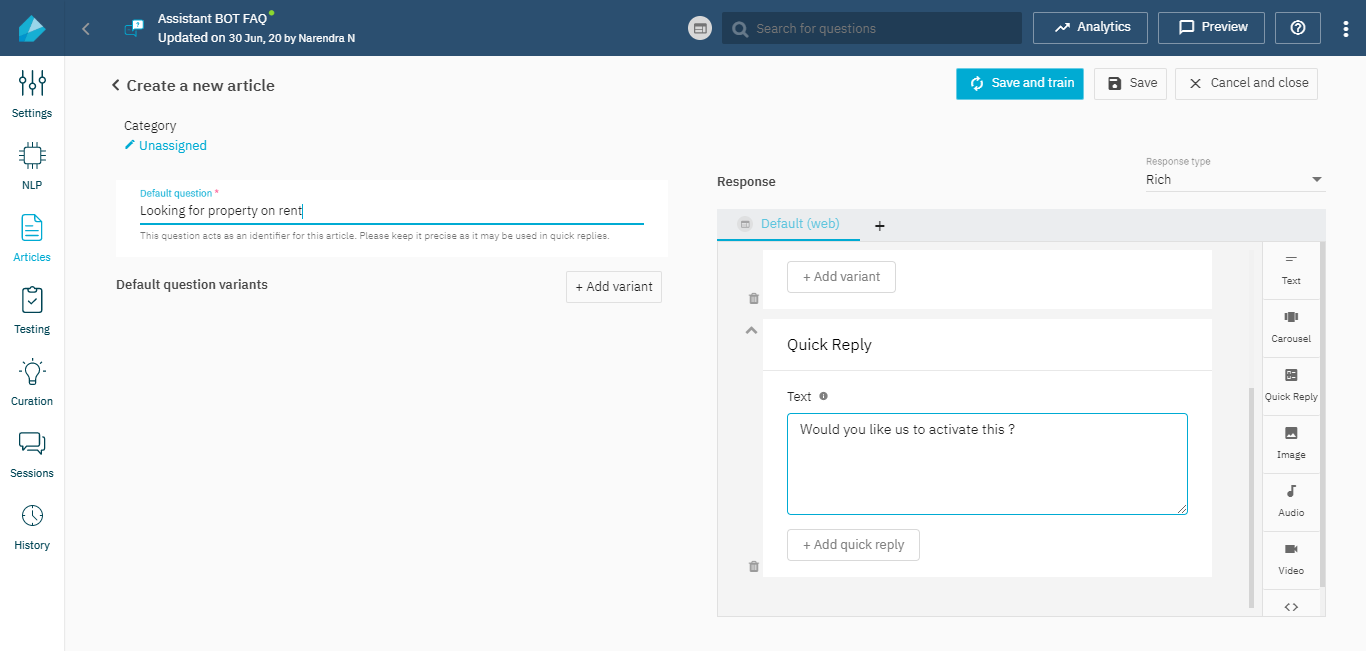 Assistant BOT FAQ
Updated on 30 Jun, 20 by Narendra N
Search for questions
Analytics
Preview
Settings
NLP
Articles
Testing
Curation
Sessions
History
Create a new article
Save and train
Save
Cancel and close
Category
Unassigned
Default question *
Looking for property on rent
This question acts as an identifier for this article. Please keep it precise as it may be used in quick replies.
Default question variants
+ Add variant
Response
Response type
Rich
Default (web)
+
+ Add variant
Quick Reply
Text
Would you like us to activate this ?
+ Add quick reply
Text
Carousel
Quick Reply
Image
Audio
Video